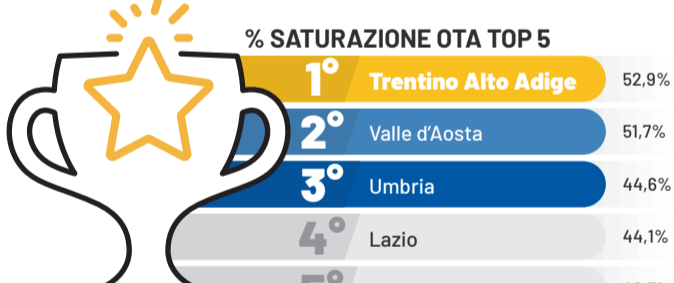 % SATURAZIONE OTA TOP 5
1° Trentino Alto Adige 52,9%
2° Valle d'Aosta 51,7%
3° Umbria 44,6%
4° Lazio 44,1%
5°